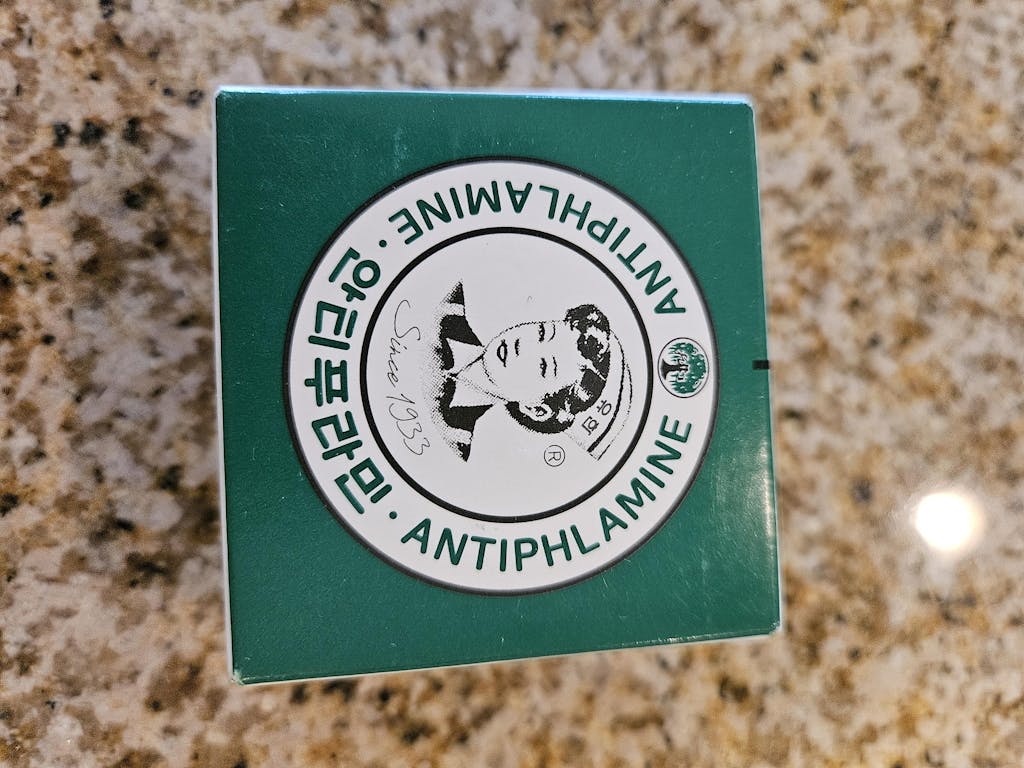 ANTIPHLAMINE · 안티푸라민 · ANTIPHLAMINE
®
Since 1933